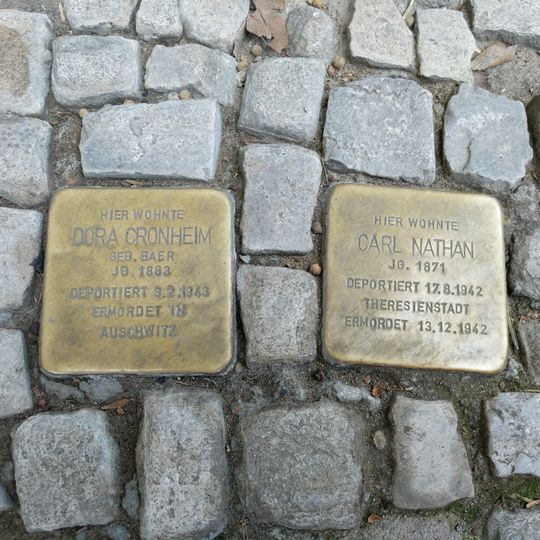 HIER WOHNTE
DORA CRONHEIM
GEB. BAER
JG. 1883
DEPORTIERT 3.2.1943
ERMORDET IN
AUSCHWITZ
HIER WOHNTE
CARL NATHAN
JG. 1871
DEPORTIERT 17.8.1942
THERESIENSTADT
ERMORDET 13.12.1942